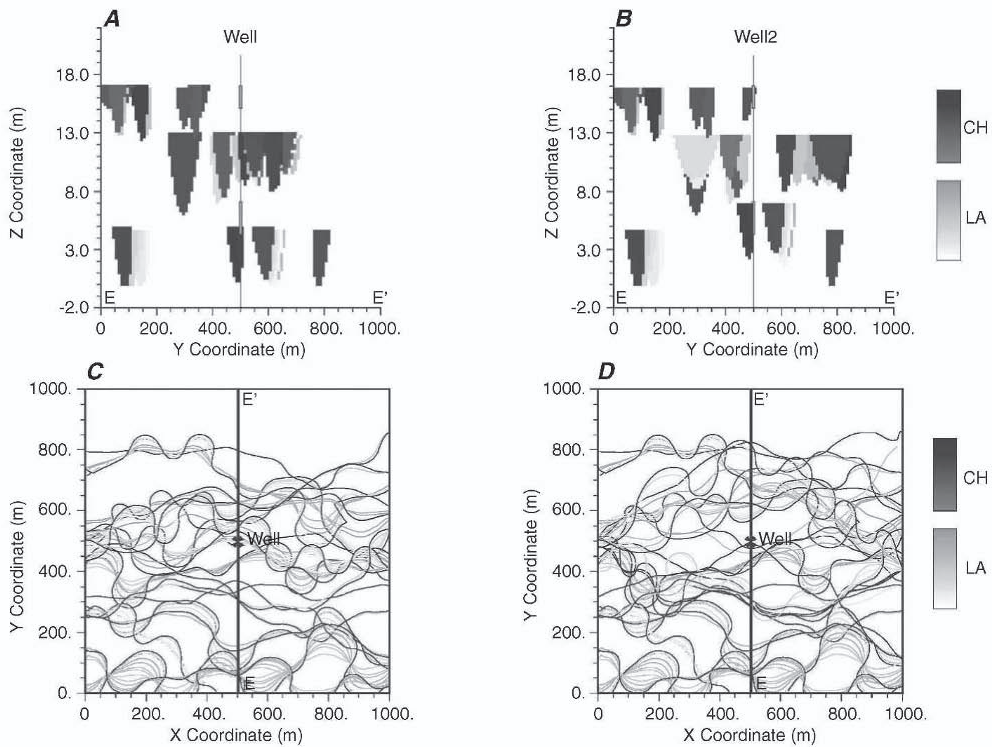 A
Well
18.0
13.0
8.0
3.0
-2.0
Z Coordinate (m)
E
E'
0 200. 400. 600. 800. 1000.
Y Coordinate (m)
B
Well2
18.0
13.0
8.0
3.0
-2.0
Z Coordinate (m)
E
E'
0 200. 400. 600. 800. 1000.
Y Coordinate (m)
CH
LA
C
1000.
800.
600.
400.
200.
0.
Y Coordinate (m)
E'
Well
E
0 200. 400. 600. 800. 1000.
X Coordinate (m)
D
1000.
800.
600.
400.
200.
0.
Y Coordinate (m)
E'
Well
E
0 200. 400. 600. 800. 1000.
X Coordinate (m)
CH
LA